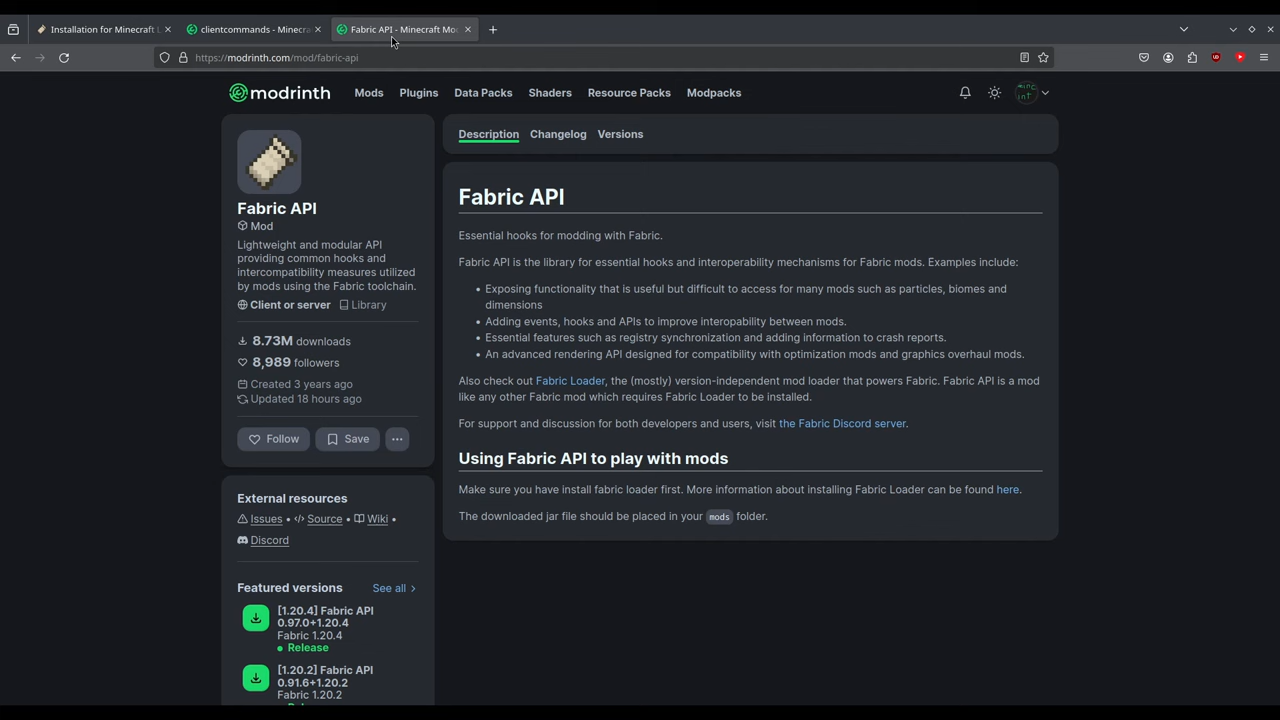 Installation for Minecraft L
clientcommands - Minecra
Fabric API - Minecraft Mo
https://modrinth.com/mod/fabric-api
modrinth
Mods
Plugins
Data Packs
Shaders
Resource Packs
Modpacks
Fabric API
Mod
Lightweight and modular API
providing common hooks and
intercompatibility measures utilized
by mods using the Fabric toolchain.
Client or server Library
8.73M downloads
8,989 followers
Created 3 years ago
Updated 18 hours ago
Follow
Save
External resources
Issues • Source • Wiki •
Discord
Featured versions
See all
[1.20.4] Fabric API
0.97.0+1.20.4
Fabric 1.20.4
Release
[1.20.2] Fabric API
0.91.6+1.20.2
Fabric 1.20.2
Description
Changelog
Versions
Fabric API
Essential hooks for modding with Fabric.
Fabric API is the library for essential hooks and interoperability mechanisms for Fabric mods. Examples include:
• Exposing functionality that is useful but difficult to access for many mods such as particles, biomes and
dimensions
• Adding events, hooks and APIs to improve interopability between mods.
• Essential features such as registry synchronization and adding information to crash reports.
• An advanced rendering API designed for compatibility with optimization mods and graphics overhaul mods.
Also check out Fabric Loader, the (mostly) version-independent mod loader that powers Fabric. Fabric API is a mod
like any other Fabric mod which requires Fabric Loader to be installed.
For support and discussion for both developers and users, visit the Fabric Discord server.
Using Fabric API to play with mods
Make sure you have install fabric loader first. More information about installing Fabric Loader can be found here.
The downloaded jar file should be placed in your mods folder.